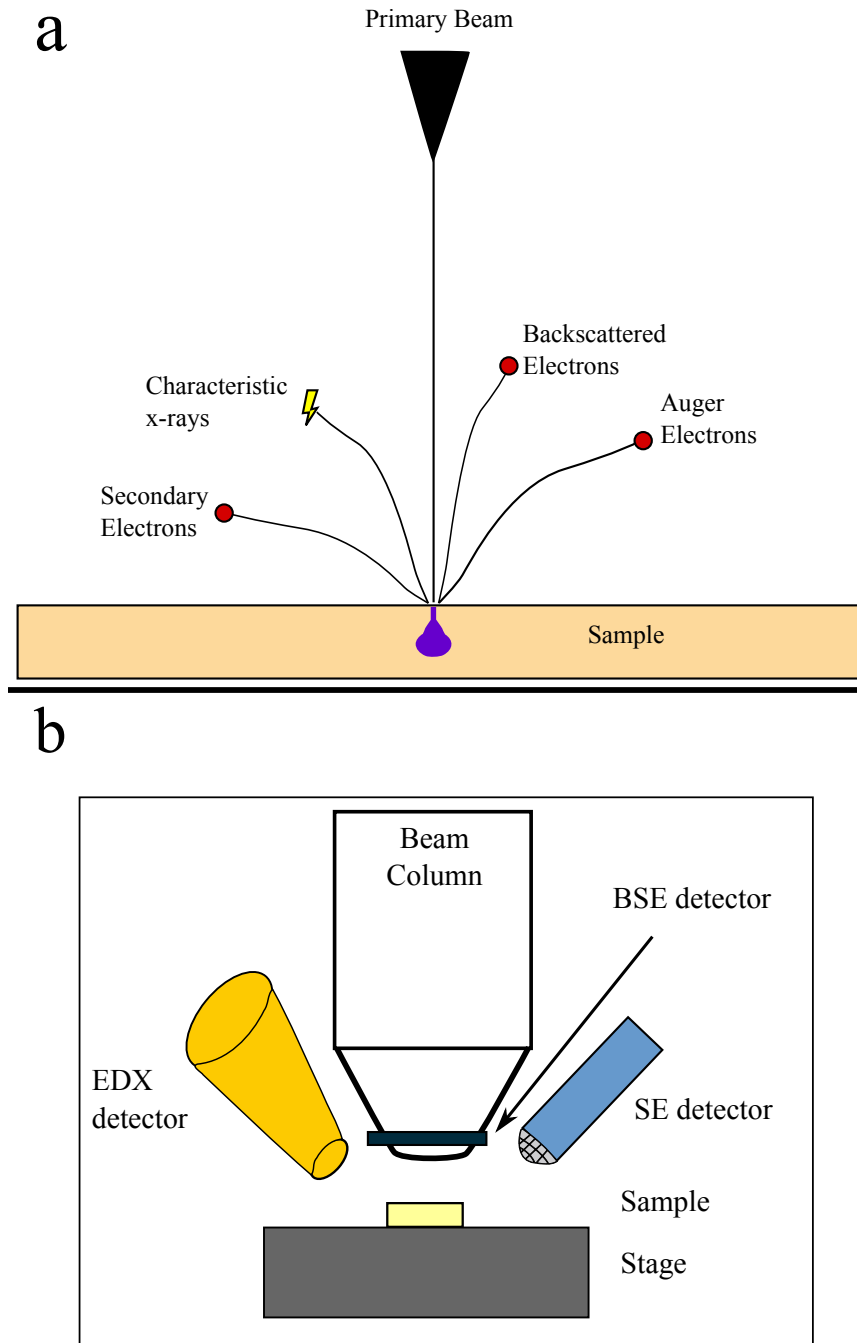 a
Primary Beam
Backscattered
Electrons
Characteristic
x-rays
Auger
Electrons
Secondary
Electrons
Sample
b
Beam
Column
BSE detector
EDX
detector
SE detector
Sample
Stage